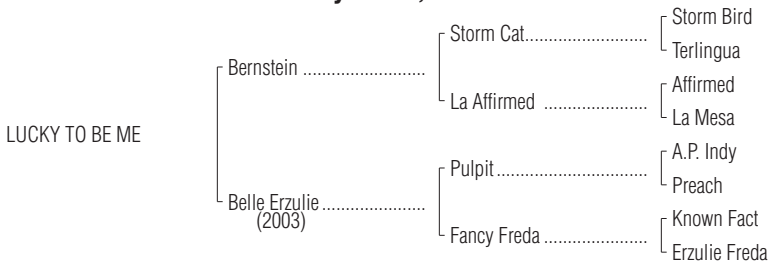 Storm Bird
Storm Cat..............................
Terlingua
Bernstein ..............................
Affirmed
La Affirmed .........................
La Mesa
LUCKY TO BE ME
A.P. Indy
Pulpit....................................
Preach
Belle Erzulie.........................
(2003)
Known Fact
Fancy Freda .........................
Erzulie Freda